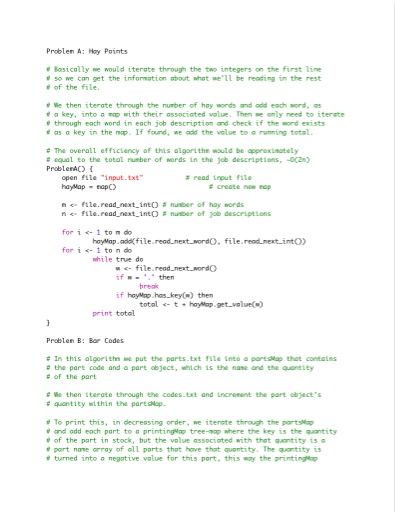 Problem A: Hay Points
# Basically we would iterate through the two integers on the first line
# so we can get the information about what we'll be reading in the rest
# of the file.
# We then iterate through the number of hay words and add each word, as
# a key, into a map with their associated value. Then we only need to iterate
# through each word in each job description and check if the word exists
# as a key in the map. If found, we add the value to a running total.
# The overall efficiency of this algorithm would be approximately
# equal to the total number of words in the job descriptions, ~O(Zn)
ProblemA() {
open file "input.txt" # read input file
hayMap = map() # create new map
m <- file.read_next_int() # number of hay words
n <- file.read_next_int() # number of job descriptions
for i <- 1 to m do
hayMap.add(file.read_next_word(), file.read_next_int())
for i <- 1 to n do
while true do
w <- file.read_next_word()
if w = '.' then
break
if hayMap.has_key(w) then
total <- t + hayMap.get_value(w)
print total
}
Problem B: Bar Codes
# In this algorithm we put the parts.txt file into a partsMap that contains
# the part code and a part object, which is the name and the quantity
# of the part
# We then iterate through the codes.txt and increment the part object's
# quantity within the partsMap.
# To print this, in decreasing order, we iterate through the partsMap
# and add each part to a printingMap tree-map where the key is the quantity
# of the part in stock, but the value associated with that quantity is a
# part name array of all parts that have that quantity. The quantity is
# turned into a negative value for this part, this way the printingMap